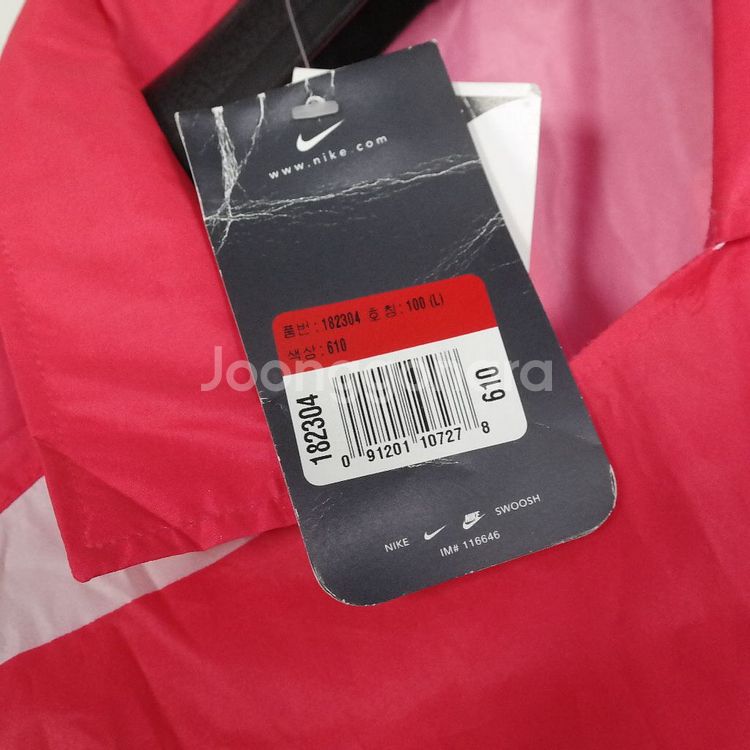 www.nike.com
품번 : 182304 호칭 : 100 (L)
색상 : 610
Joonggonara
182304
0 91201 10727 8
610
NIKE
SWOOSH
IM# 116646